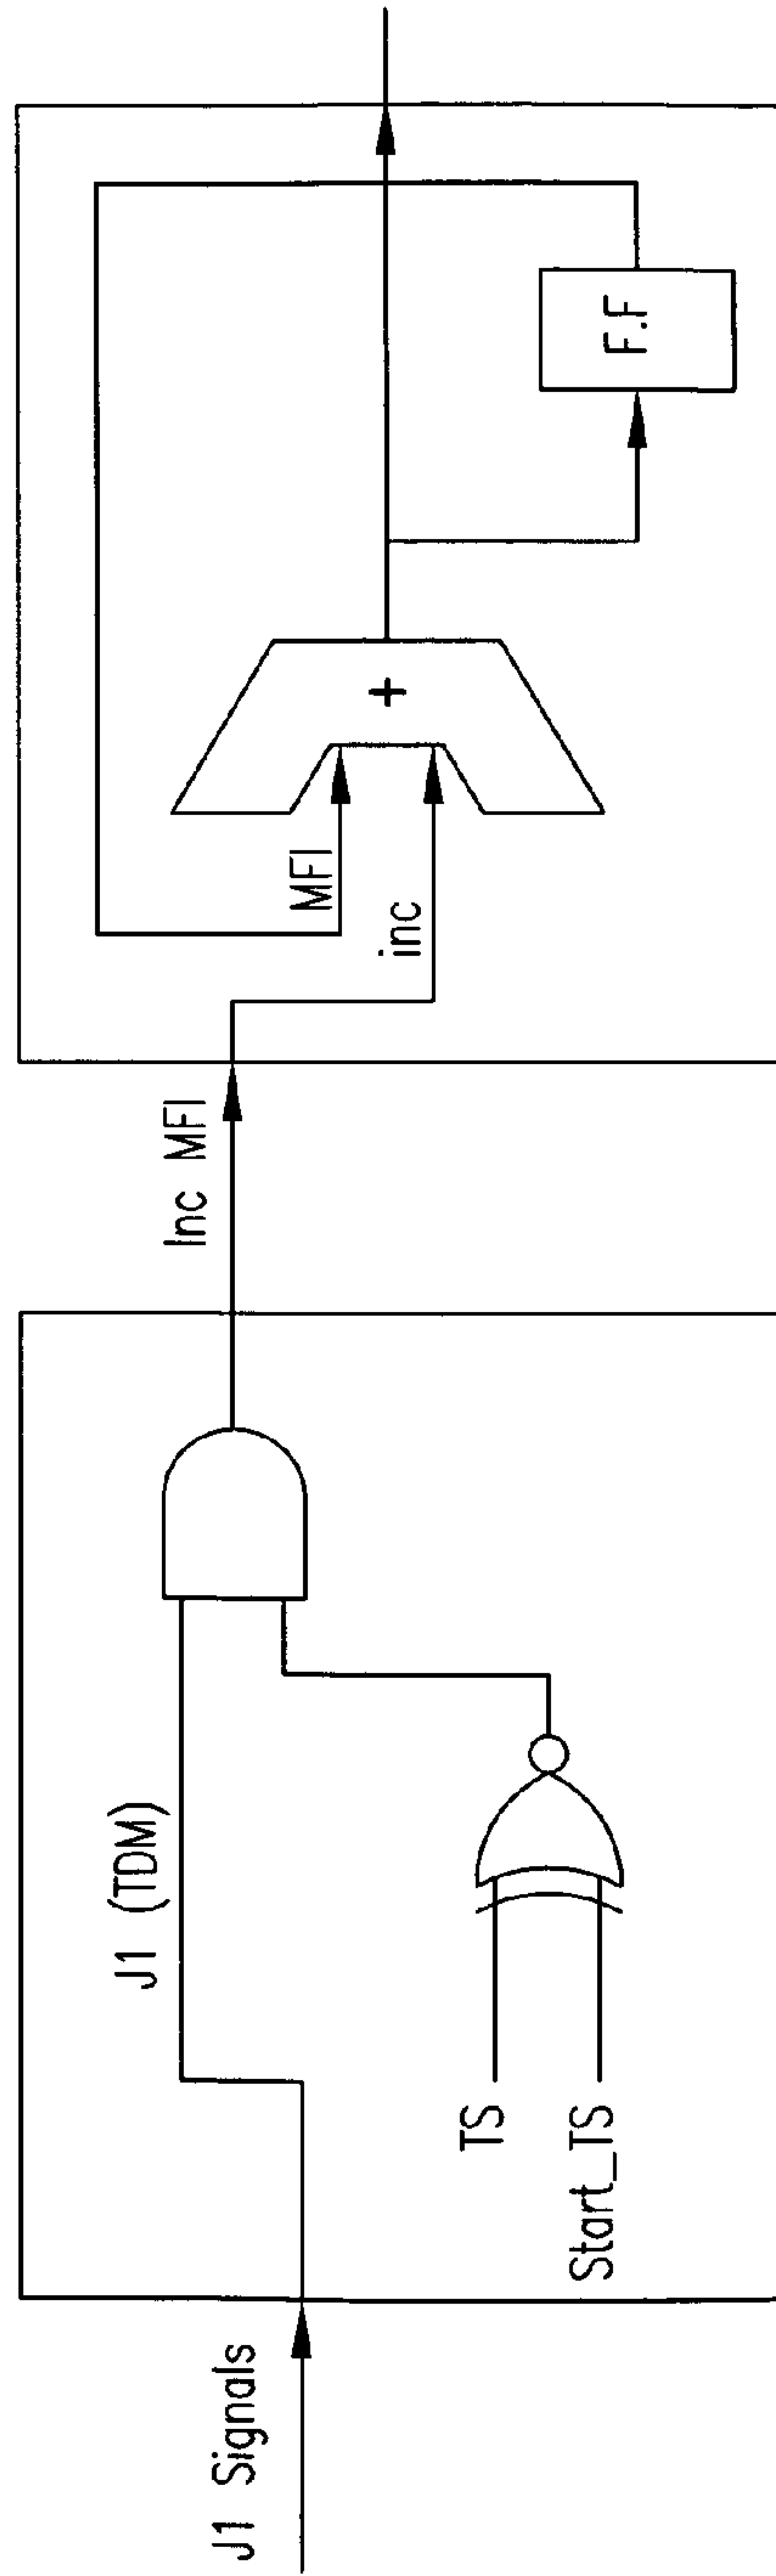 J1 Signals
J1 (TDM)
TS
Start_TS
Inc MFI
MFI
inc
+
F.F